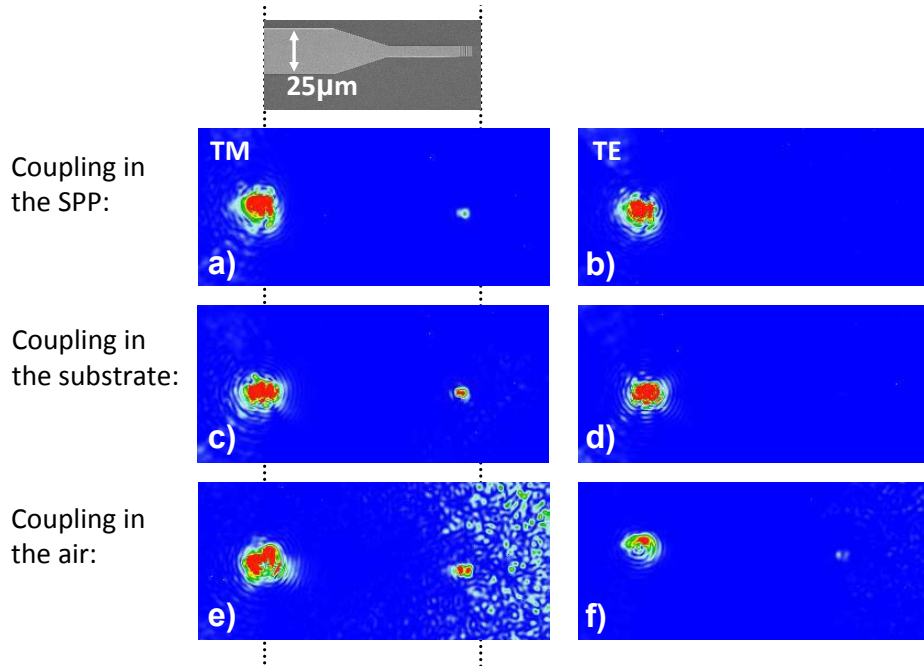 25μm
Coupling in
the SPP:
TM
TE
a)
b)
Coupling in
the substrate:
c)
d)
Coupling in
the air:
e)
f)